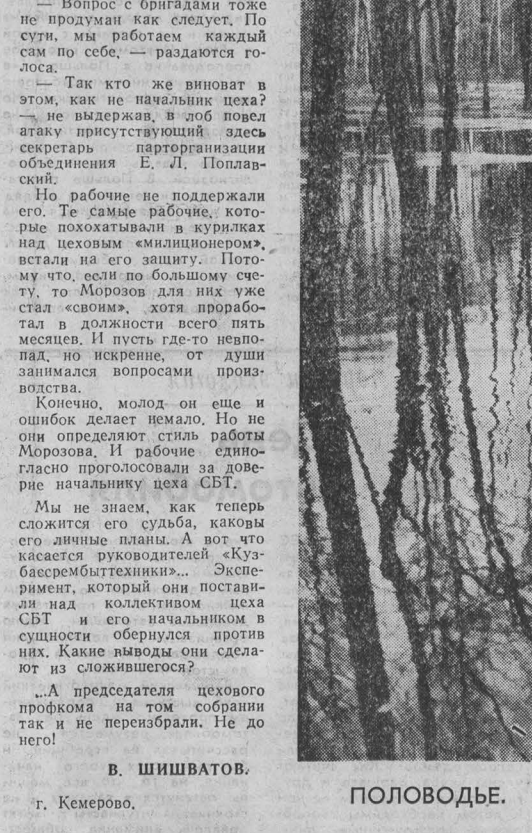 — Вопрос с бригадами тоже
не продуман как следует. По
сути, мы работаем каждый
сам по себе, — раздаются го-
лоса.
— Так кто же виноват в
этом, как не начальник цеха?
— не выдержав, в лоб повел
атаку присутствующий здесь
секретарь парторганизации
объединения Е. Л. Поплав-
ский.
Но рабочие не поддержали
его. Те самые рабочие, кото-
рые похохатывали в курилках
над цеховым «милиционером»,
встали на его защиту. Пото-
му что, если по большому сче-
ту, то Морозов для них уже
стал «своим», хотя прорабо-
тал в должности всего пять
месяцев. И пусть где-то невпо-
пад, но искренне, от души
занимался вопросами произ-
водства.
Конечно, молод он еще и
ошибок делает немало. Но не
они определяют стиль работы
Морозова. И рабочие едино-
гласно проголосовали за дове-
рие начальнику цеха СБТ.
Мы не знаем, как теперь
сложится его судьба, каковы
его личные планы. А вот что
касается руководителей «Куз-
бассрембыттехники»... Экспе-
римент, который они постави-
ли над коллективом цеха
СБТ и его начальником в
сущности обернулся против
них. Какие выводы они сдела-
ют из сложившегося?
...А председателя цехового
профкома на том собрании
так и не переизбрали. Не до
него!
В. ШИШВАТОВ.
г. Кемерово.
ПОЛОВОДЬЕ.